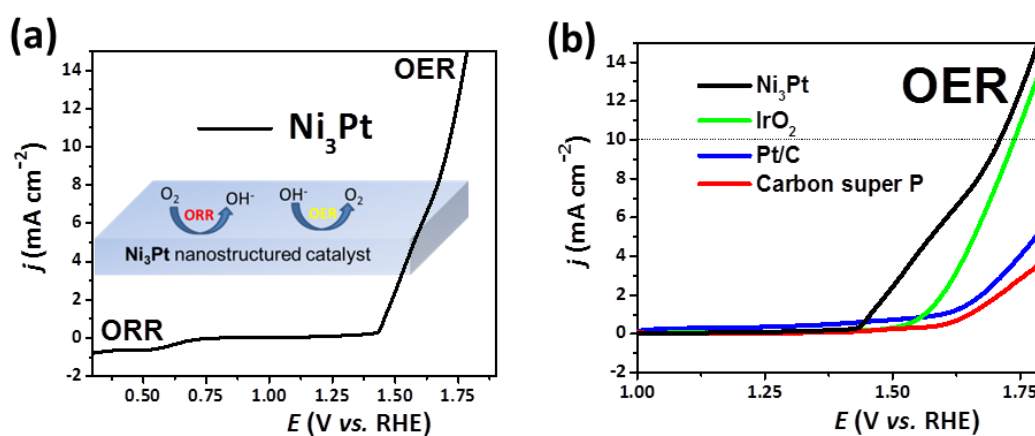 (a)
14
12
10
8
6
4
2
0
-2
j (mA cm⁻²)
OER
Ni₃Pt
O₂
OH⁻
ORR
OH⁻
O₂
OER
Ni₃Pt nanostructured catalyst
ORR
0.50
0.75
1.00
1.25
1.50
1.75
E (V vs. RHE)
(b)
14
12
10
8
6
4
2
0
-2
j (mA cm⁻²)
OER
Ni₃Pt
IrO₂
Pt/C
Carbon super P
1.00
1.25
1.50
1.75
E (V vs. RHE)